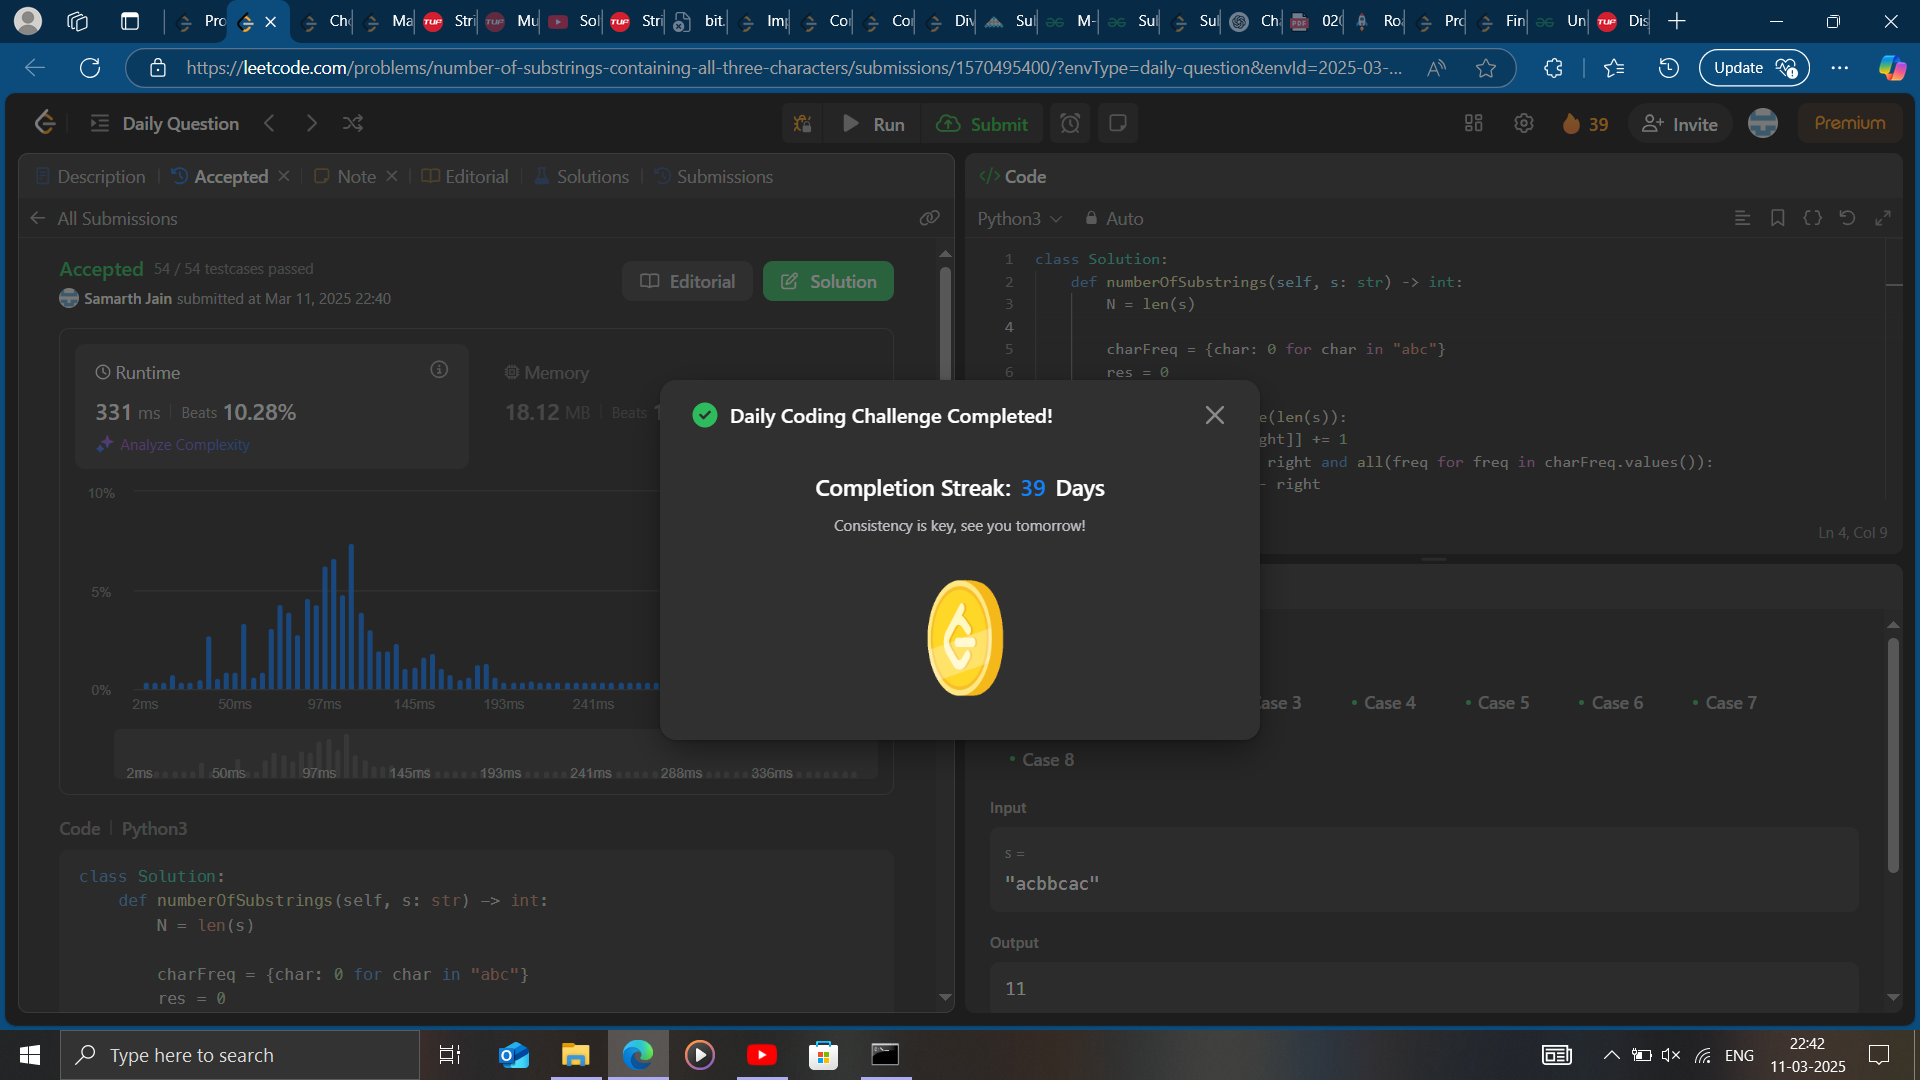 Pro
Ch
Ma
Stri
Mu
Sol
Stri
bit.
Im
Co
Co
Div
Sul
M-
Sul
Su
Ch
02(
Ro
Pr
Fin
Un
Dis
https://leetcode.com/problems/number-of-substrings-containing-all-three-characters/submissions/1570495400/?envType=daily-question&envId=2025-03-...
Update
Daily Question
Run
Submit
39
Invite
Premium
Description
Accepted
Note
Editorial
Solutions
Submissions
</> Code
All Submissions
Python3
Auto
Accepted 54 / 54 testcases passed
Samarth Jain submitted at Mar 11, 2025 22:40
Editorial
Solution
Runtime
331 ms | Beats 10.28%
Analyze Complexity
Memory
18.12 MB | Beats
10%
5%
0%
2ms 50ms 97ms 145ms 193ms 241ms
2ms 50ms 97ms 145ms 193ms 241ms 288ms 336ms
Code | Python3
class Solution:
def numberOfSubstrings(self, s: str) -> int:
N = len(s)
charFreq = {char: 0 for char in "abc"}
res = 0
1 class Solution:
2 def numberOfSubstrings(self, s: str) -> int:
3 N = len(s)
4
5 charFreq = {char: 0 for char in "abc"}
6 res = 0
e(len(s)):
ght]] += 1
right and all(freq for freq in charFreq.values()):
- right
Ln 4, Col 9
Daily Coding Challenge Completed!
Completion Streak: 39 Days
Consistency is key, see you tomorrow!
ase 3
Case 4
Case 5
Case 6
Case 7
Case 8
Input
s =
"acbbcac"
Output
11
Type here to search
ENG
22:42
11-03-2025